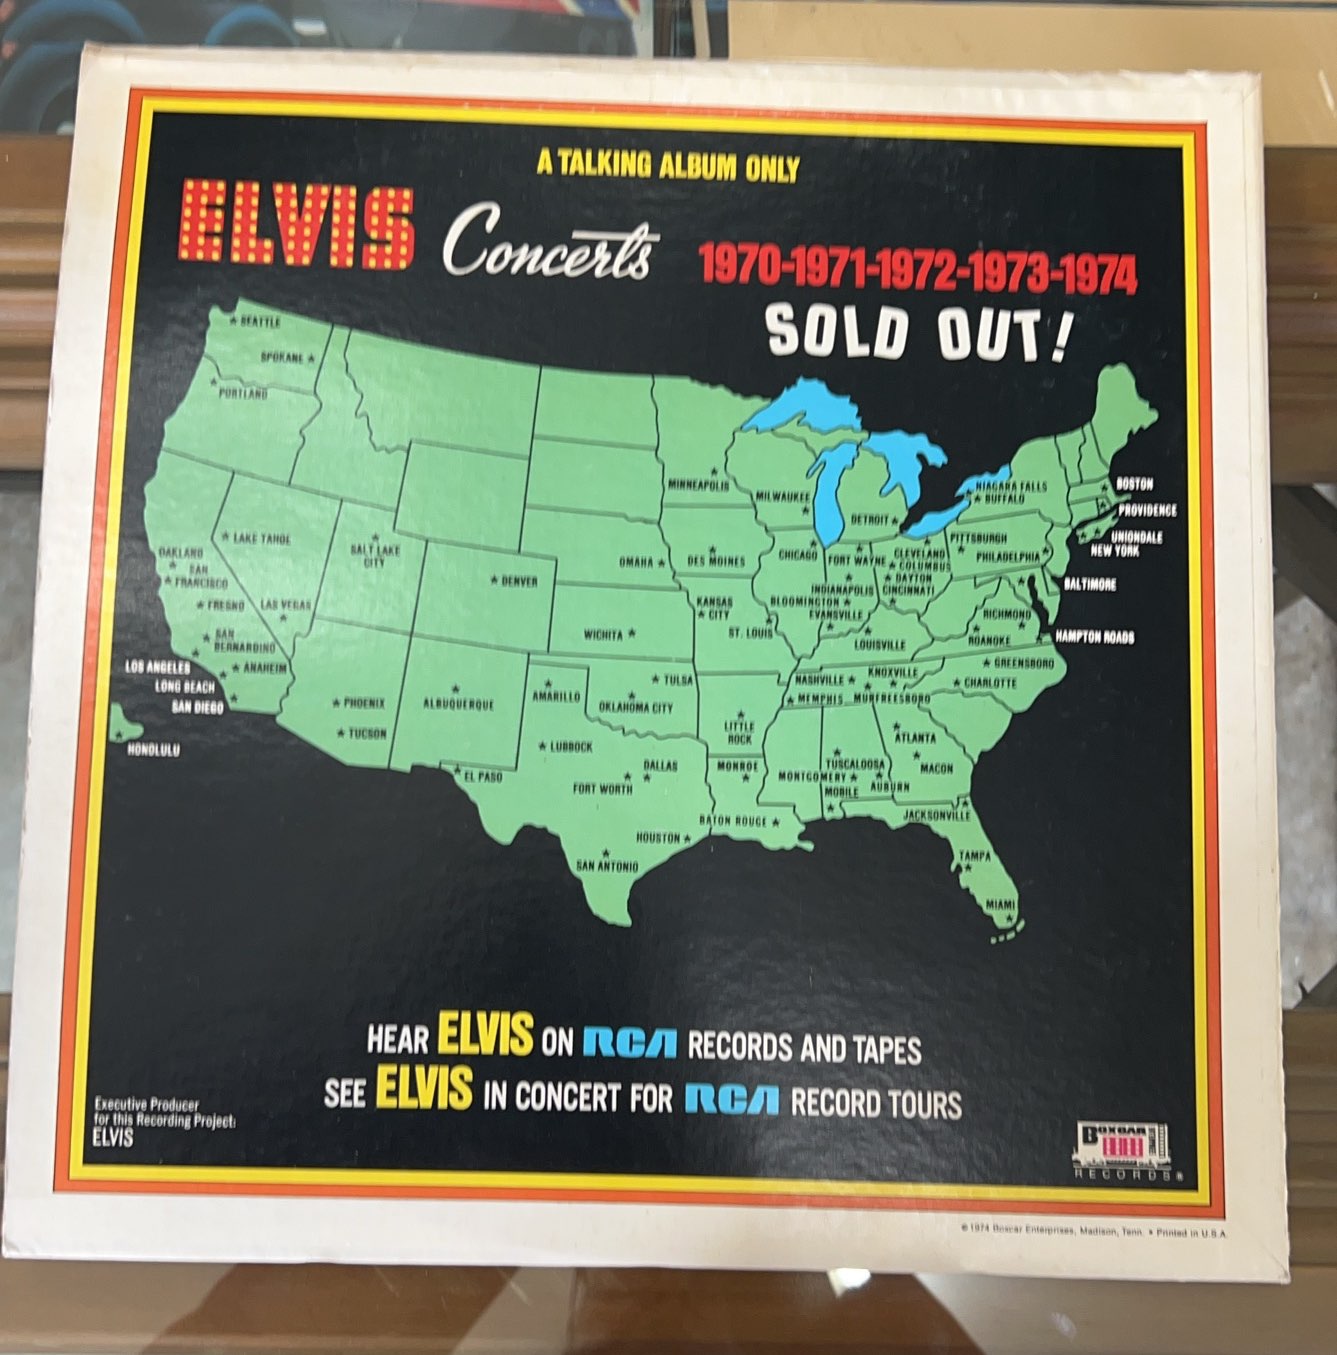 A TALKING ALBUM ONLY
ELVIS Concerts 1970-1971-1972-1973-1974
SOLD OUT!
SEATTLE
SPOKANE
PORTLAND
MINNEAPOLIS
MILWAUKEE
DETROIT
NIAGARA FALLS
BUFFALO
BOSTON
PROVIDENCE
UNIONDALE
NEW YORK
PITTSBURGH
PHILADELPHIA
BALTIMORE
OAKLAND
SAN
FRANCISCO
LAKE TAHOE
SALT LAKE
CITY
DENVER
OMAHA
DES MOINES
CHICAGO
FORT WAYNE
CLEVELAND
COLUMBUS
DAYTON
INDIANAPOLIS
CINCINNATI
FRESNO
LAS VEGAS
KANSAS
CITY
BLOOMINGTON
EVANSVILLE
ST. LOUIS
LOUISVILLE
RICHMOND
ROANOKE
HAMPTON ROADS
SAN
BERNARDINO
WICHITA
LOS ANGELES
ANAHEIM
LONG BEACH
SAN DIEGO
HONOLULU
PHOENIX
TUCSON
ALBUQUERQUE
AMARILLO
TULSA
OKLAHOMA CITY
NASHVILLE
KNOXVILLE
GREENSBORO
MEMPHIS
MURFREESBORO
CHARLOTTE
LITTLE
ROCK
ATLANTA
LUBBOCK
EL PASO
DALLAS
FORT WORTH
MONROE
TUSCALOOSA
MACON
MONTGOMERY
MOBILE
AUBURN
BATON ROUGE
JACKSONVILLE
HOUSTON
SAN ANTONIO
TAMPA
MIAMI
HEAR ELVIS ON RCA RECORDS AND TAPES
SEE ELVIS IN CONCERT FOR RCA RECORD TOURS
Executive Producer
for this Recording Project:
ELVIS
BOXCAR
RECORDS®
© 1974 Boxcar Enterprises, Madison, Tenn. • Printed in U.S.A.